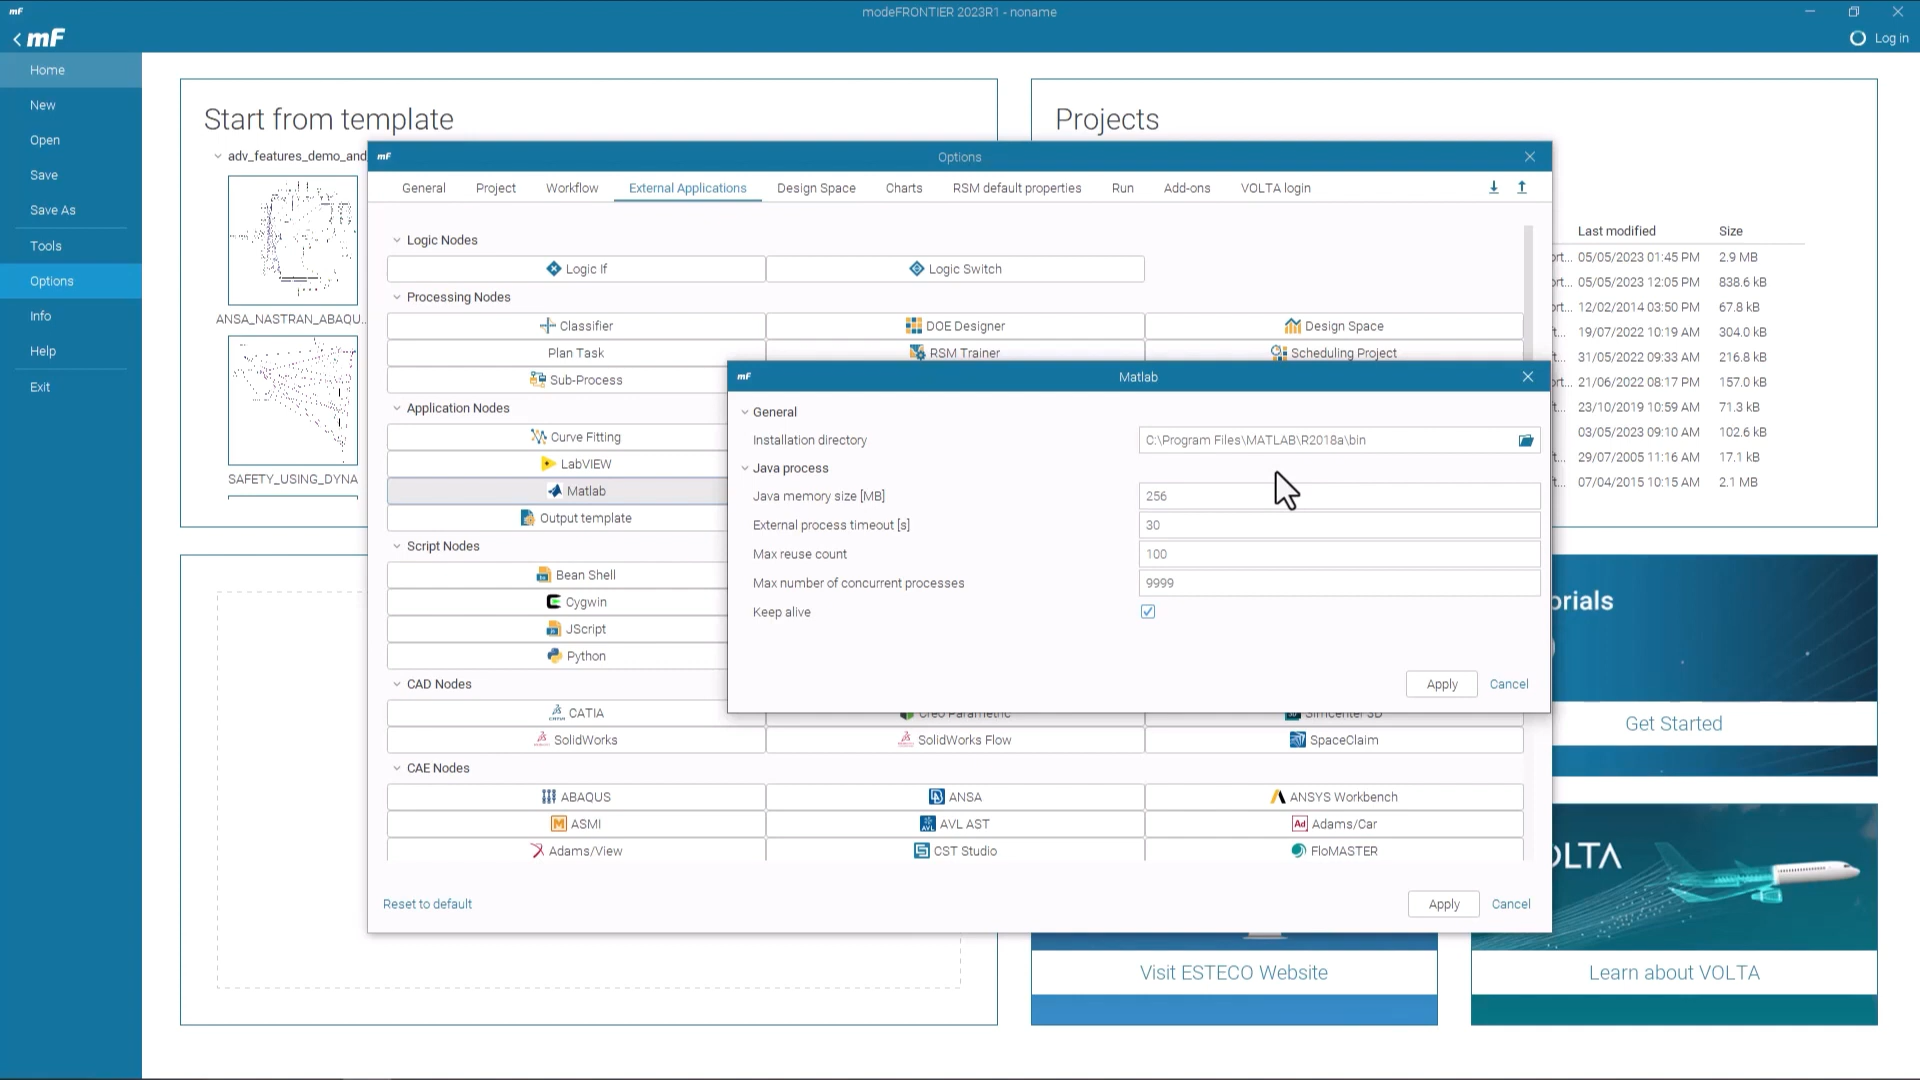 mF
modeFRONTIER 2023R1 - noname
mF
Log in
Home
New
Open
Save
Save As
Tools
Options
Info
Help
Exit
Start from template
adv_features_demo_and
ANSA_NASTRAN_ABAQU...
SAFETY_USING_DYNA
Projects
Last modified Size
ort... 05/05/2023 01:45 PM 2.9 MB
05/05/2023 12:05 PM 838.6 kB
ort... 12/02/2014 03:50 PM 67.8 kB
t... 19/07/2022 10:19 AM 304.0 kB
t... 31/05/2022 09:33 AM 216.8 kB
ort... 21/06/2022 08:17 PM 157.0 kB
t... 23/10/2019 10:59 AM 71.3 kB
03/05/2023 09:10 AM 102.6 kB
t... 29/07/2005 11:16 AM 17.1 kB
t... 07/04/2015 10:15 AM 2.1 MB
mF
Options
General Project Workflow External Applications Design Space Charts RSM default properties Run Add-ons VOLTA login
Logic Nodes
Logic If Logic Switch
Processing Nodes
Classifier DOE Designer Design Space
Plan Task RSM Trainer Scheduling Project
Sub-Process
Application Nodes
Curve Fitting
LabVIEW
Matlab
Output template
Script Nodes
Bean Shell
Cygwin
JScript
Python
CAD Nodes
CATIA Creo Parametric Simcenter 3D
SolidWorks SolidWorks Flow SpaceClaim
CAE Nodes
ABAQUS ANSA ANSYS Workbench
ASMI AVL AST Adams/Car
Adams/View CST Studio FloMASTER
Reset to default
Apply Cancel
mF
Matlab
General
Installation directory C:\Program Files\MATLAB\R2018a\bin
Java process
Java memory size [MB] 256
External process timeout [s] 30
Max reuse count 100
Max number of concurrent processes 9999
Keep alive
Apply Cancel
orials
Get Started
OLTA
Visit ESTECO Website
Learn about VOLTA